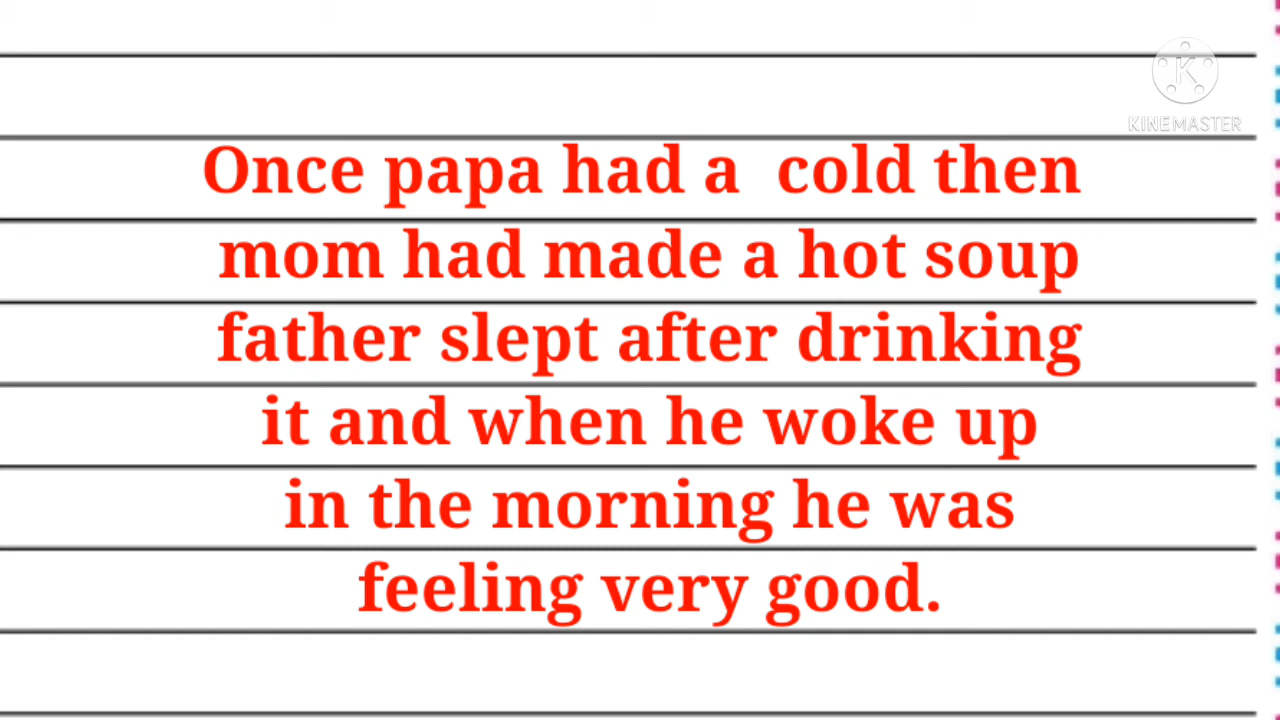 K
KINEMASTER
Once papa had a  cold then
mom had made a hot soup
father slept after drinking
it and when he woke up
in the morning he was
feeling very good.